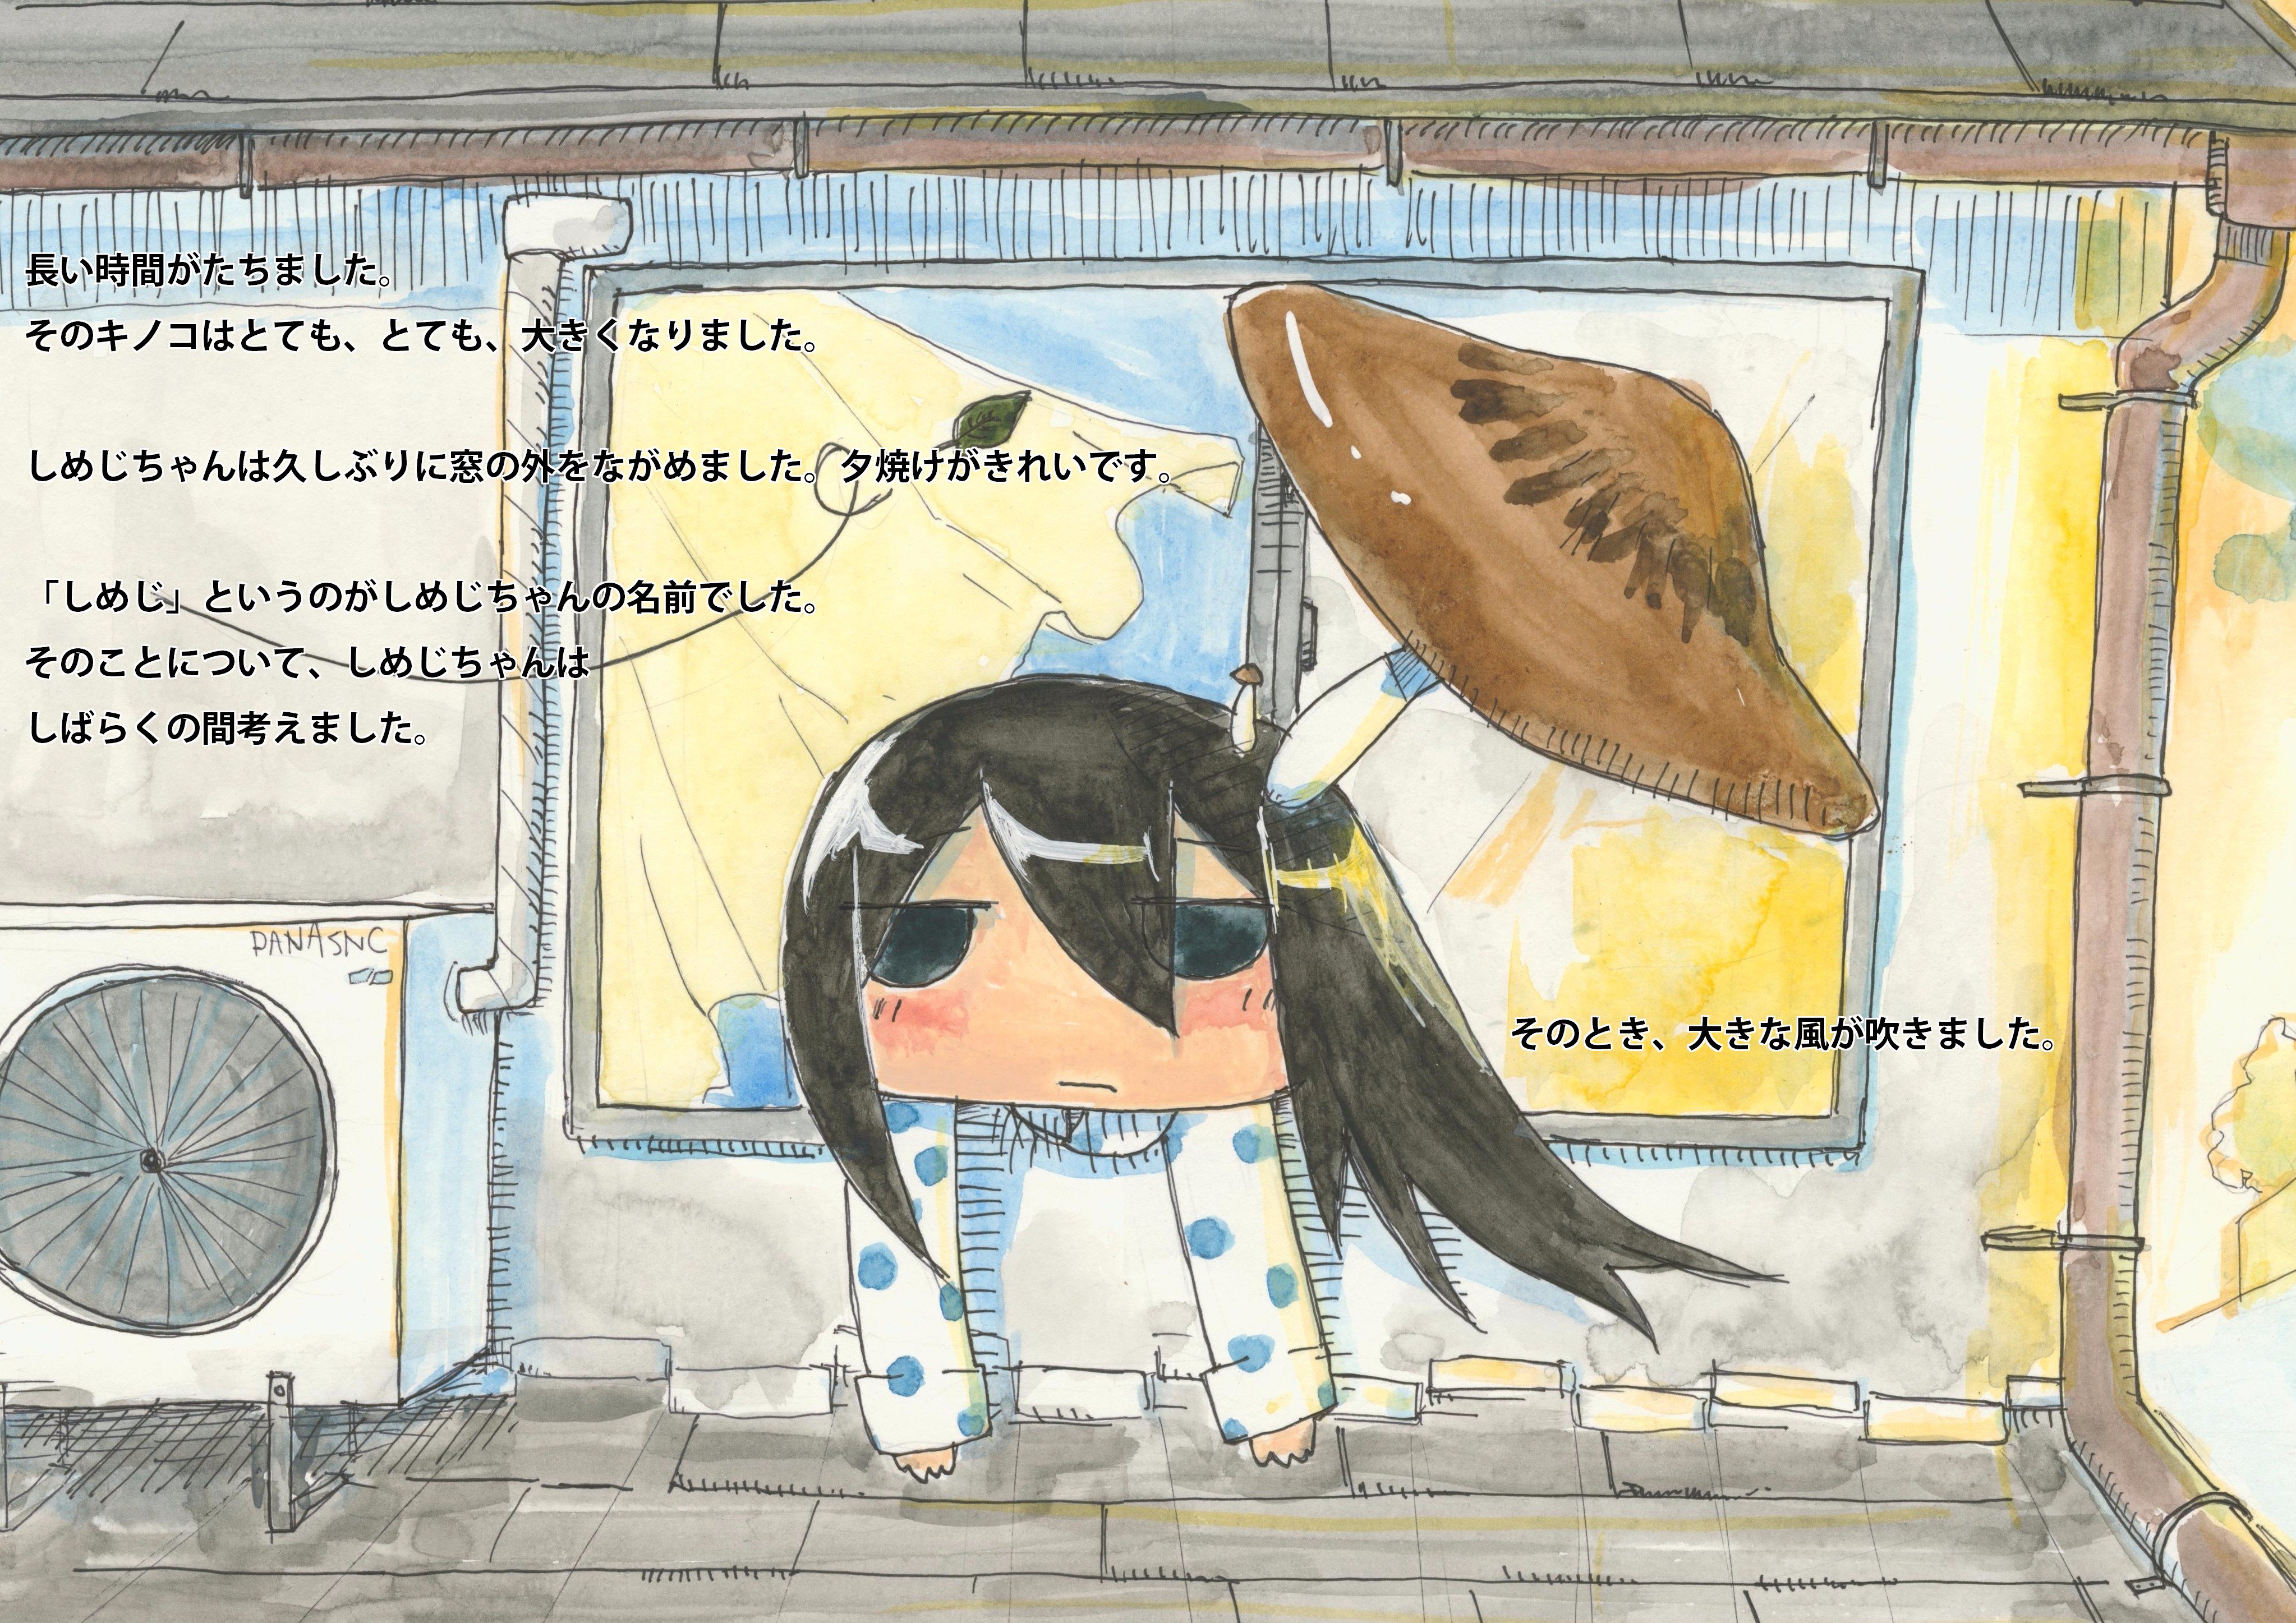 長い時間がたちました。
そのキノコはとても、とても、大きくなりました。
しめじちゃんは久しぶりに窓の外をながめました。夕焼けがきれいです。
「しめじ」というのがしめじちゃんの名前でした。
そのことについて、しめじちゃんは
しばらくの間考えました。
PANASNC
そのとき、大きな風が吹きました。